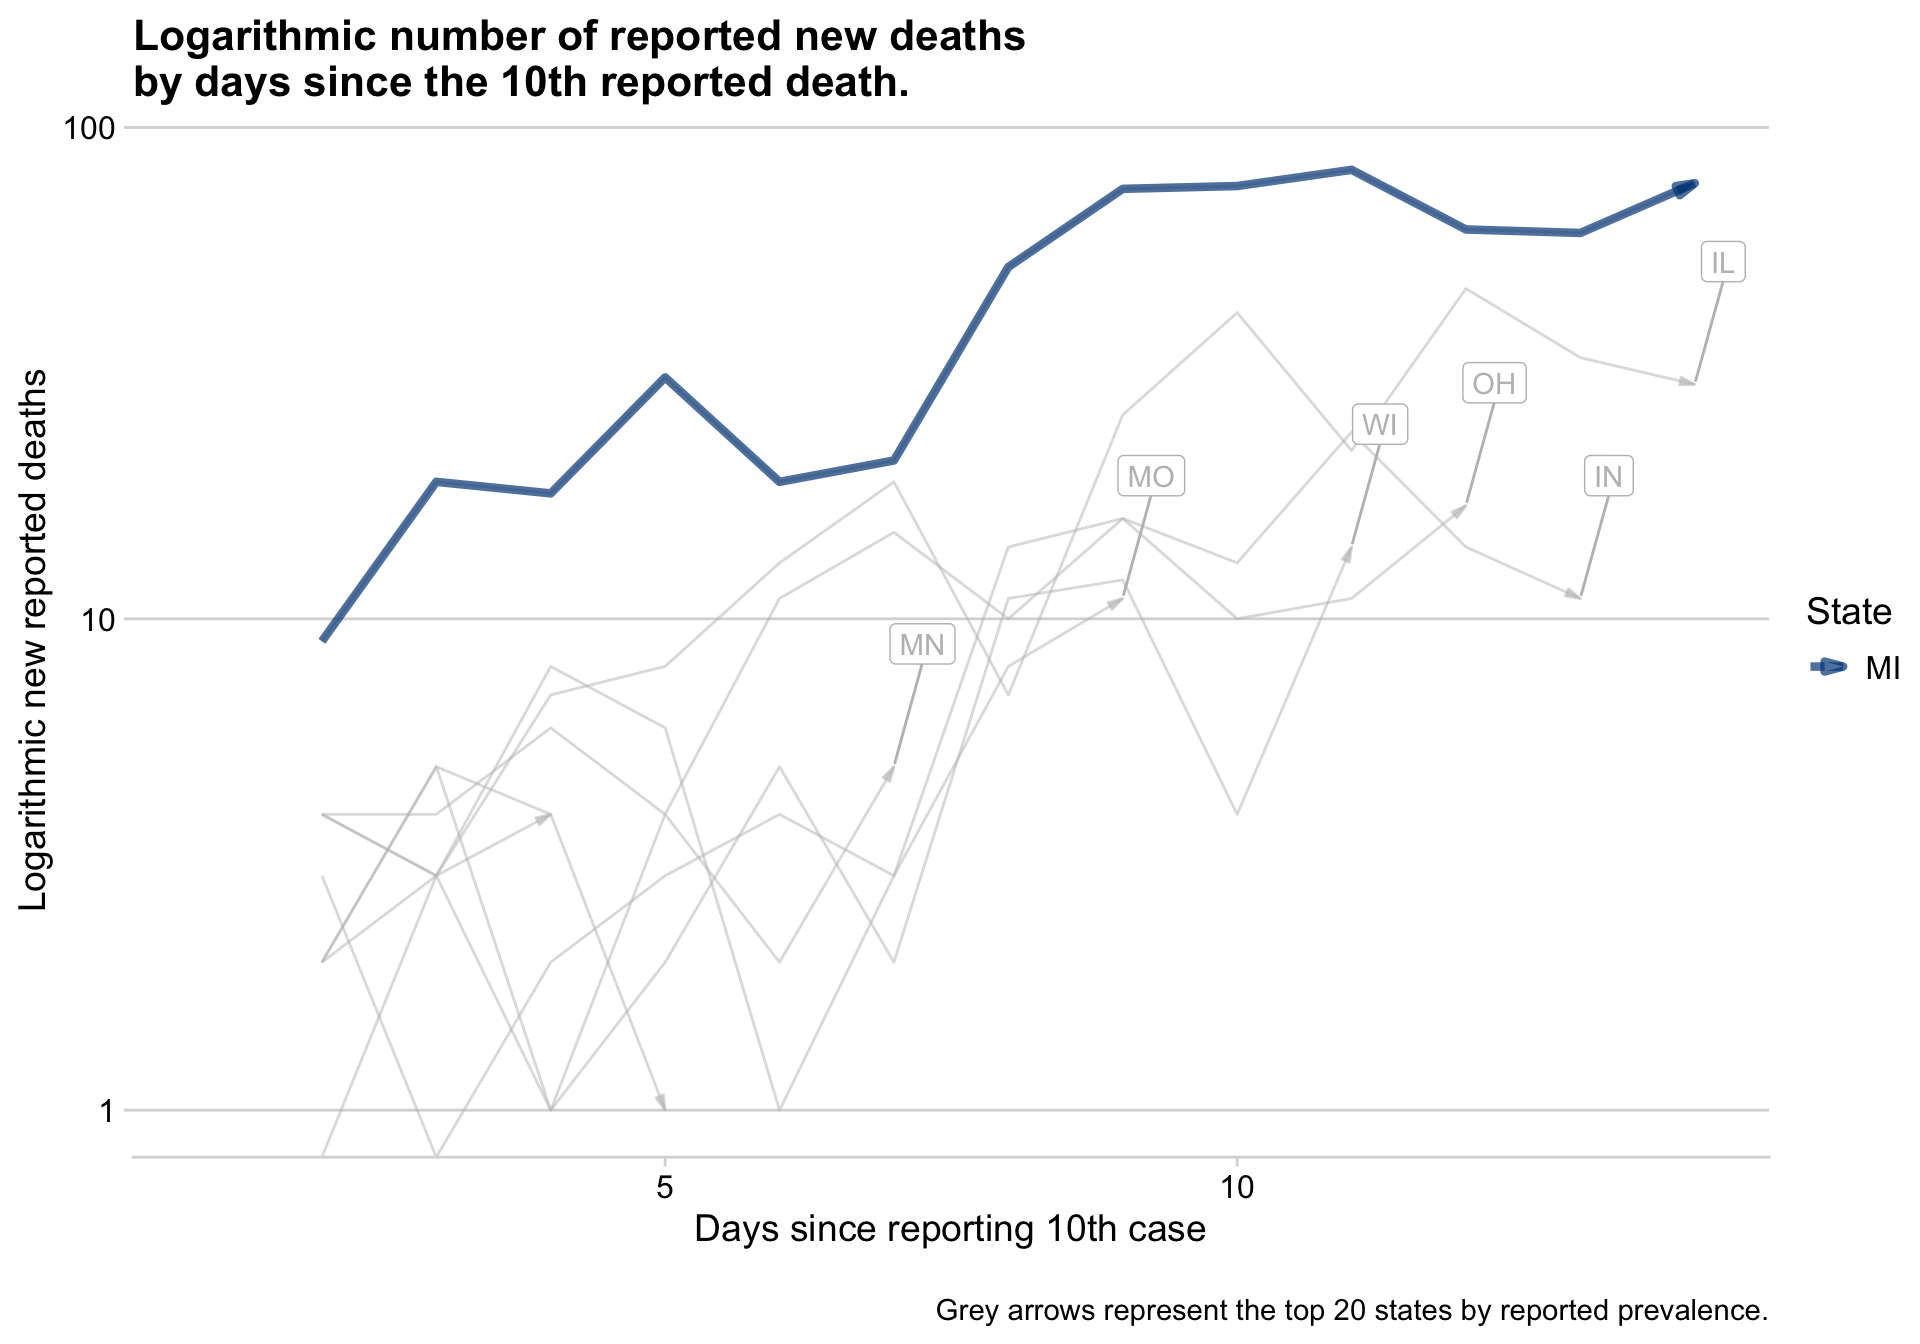 Logarithmic number of reported new deaths
by days since the 10th reported death.
Logarithmic new reported deaths
100
10
1
IL
OH
WI
MO
IN
MN
State
MI
5
10
Days since reporting 10th case
Grey arrows represent the top 20 states by reported prevalence.